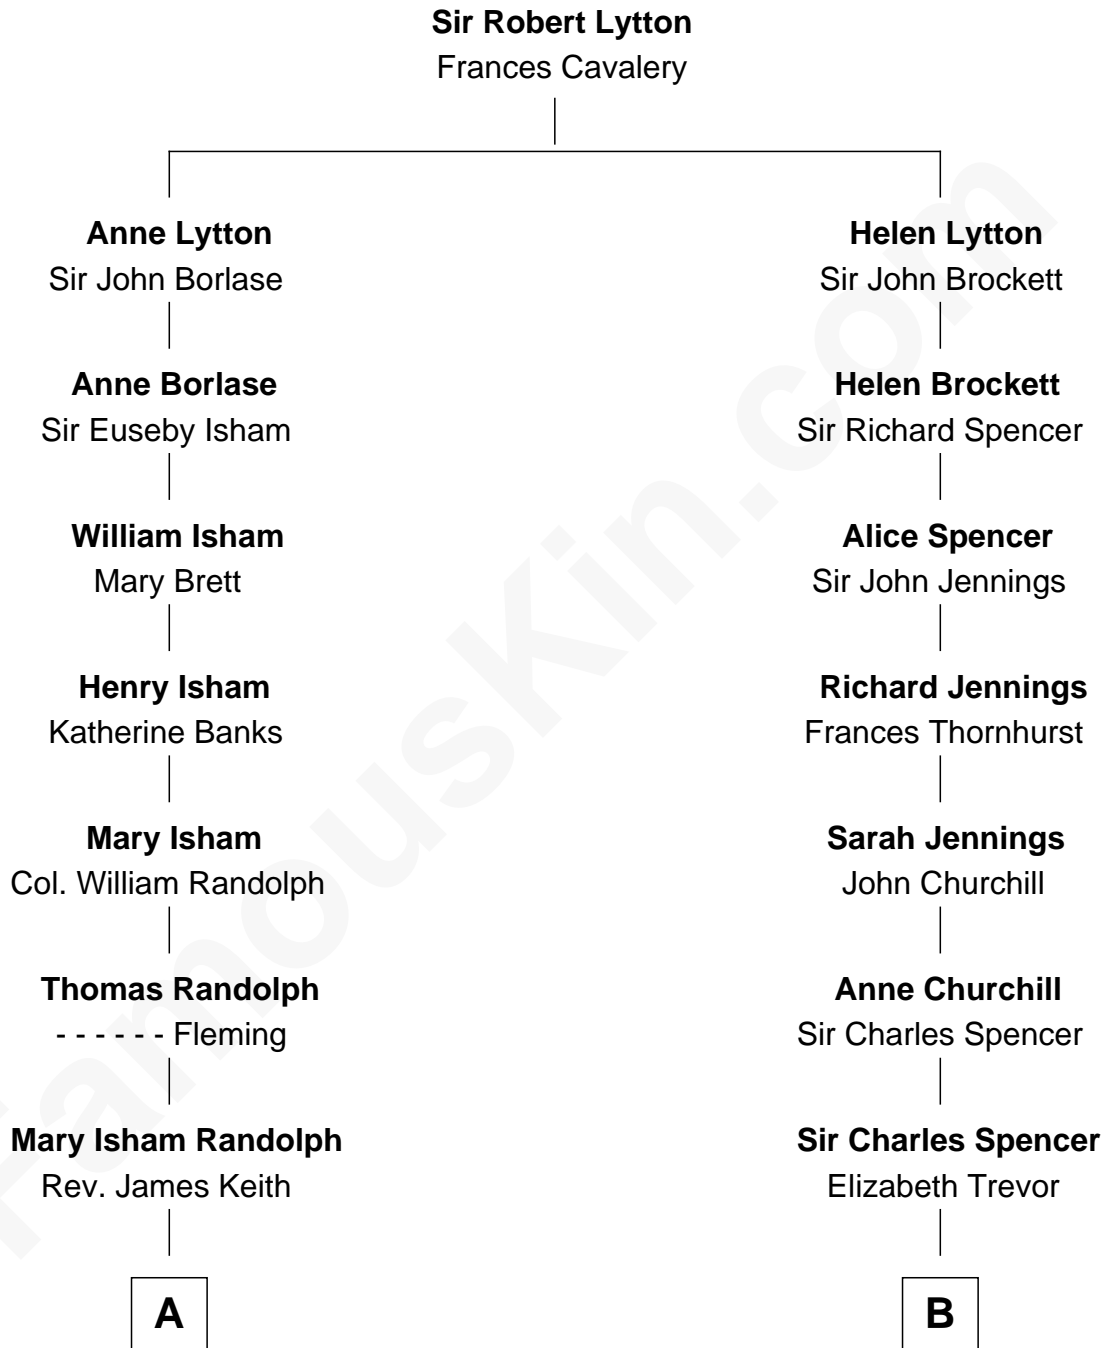 Sir Robert Lytton
Frances Cavalery
Anne Lytton
Sir John Borlase
Anne Borlase
Sir Euseby Isham
William Isham
Mary Brett
Henry Isham
Katherine Banks
Mary Isham
Col. William Randolph
Thomas Randolph
- - - - - - Fleming
Mary Isham Randolph
Rev. James Keith
A
Helen Lytton
Sir John Brockett
Helen Brockett
Sir Richard Spencer
Alice Spencer
Sir John Jennings
Richard Jennings
Frances Thornhurst
Sarah Jennings
John Churchill
Anne Churchill
Sir Charles Spencer
Sir Charles Spencer
Elizabeth Trevor
B
FamousKin.com